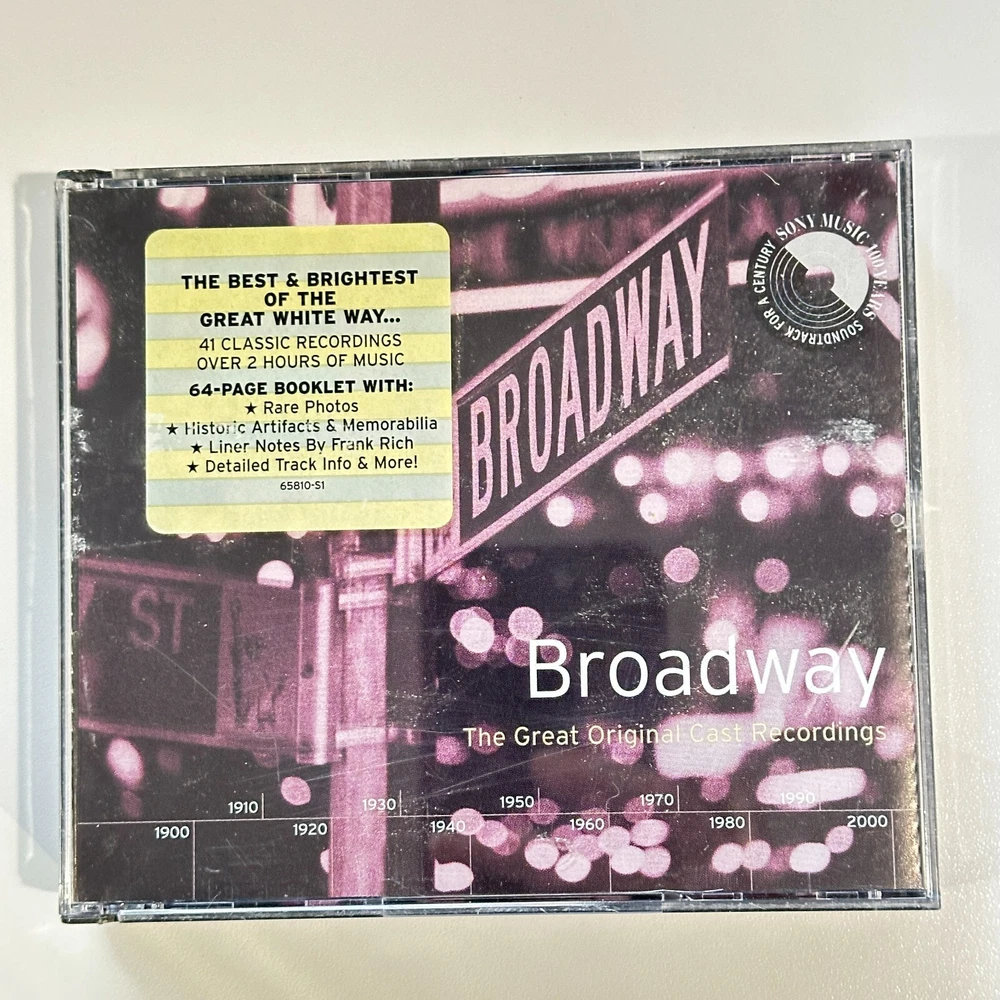 THE BEST & BRIGHTEST
OF THE
GREAT WHITE WAY...
41 CLASSIC RECORDINGS
OVER 2 HOURS OF MUSIC
64-PAGE BOOKLET WITH:
★ Rare Photos
★ Historic Artifacts & Memorabilia
★ Liner Notes By Frank Rich
★ Detailed Track Info & More!
65810-S1
BROADWAY
SONY MUSIC 100 YEARS
SOUNDTRACK FOR A CENTURY
ST
Broadway
The Great Original Cast Recordings
1910 1930 1950 1970 1990
1900 1920 1940 1960 1980 2000